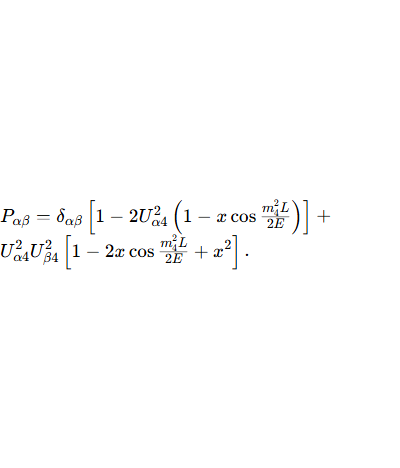 P_{\alpha\beta} = \delta_{\alpha\beta} \left[ 1 - 2U_{\alpha 4}^2 \left( 1 - x \cos \frac{m_4^2 L}{2E} \right) \right] +
U_{\alpha 4}^2 U_{\beta 4}^2 \left[ 1 - 2x \cos \frac{m_4^2 L}{2E} + x^2 \right] .